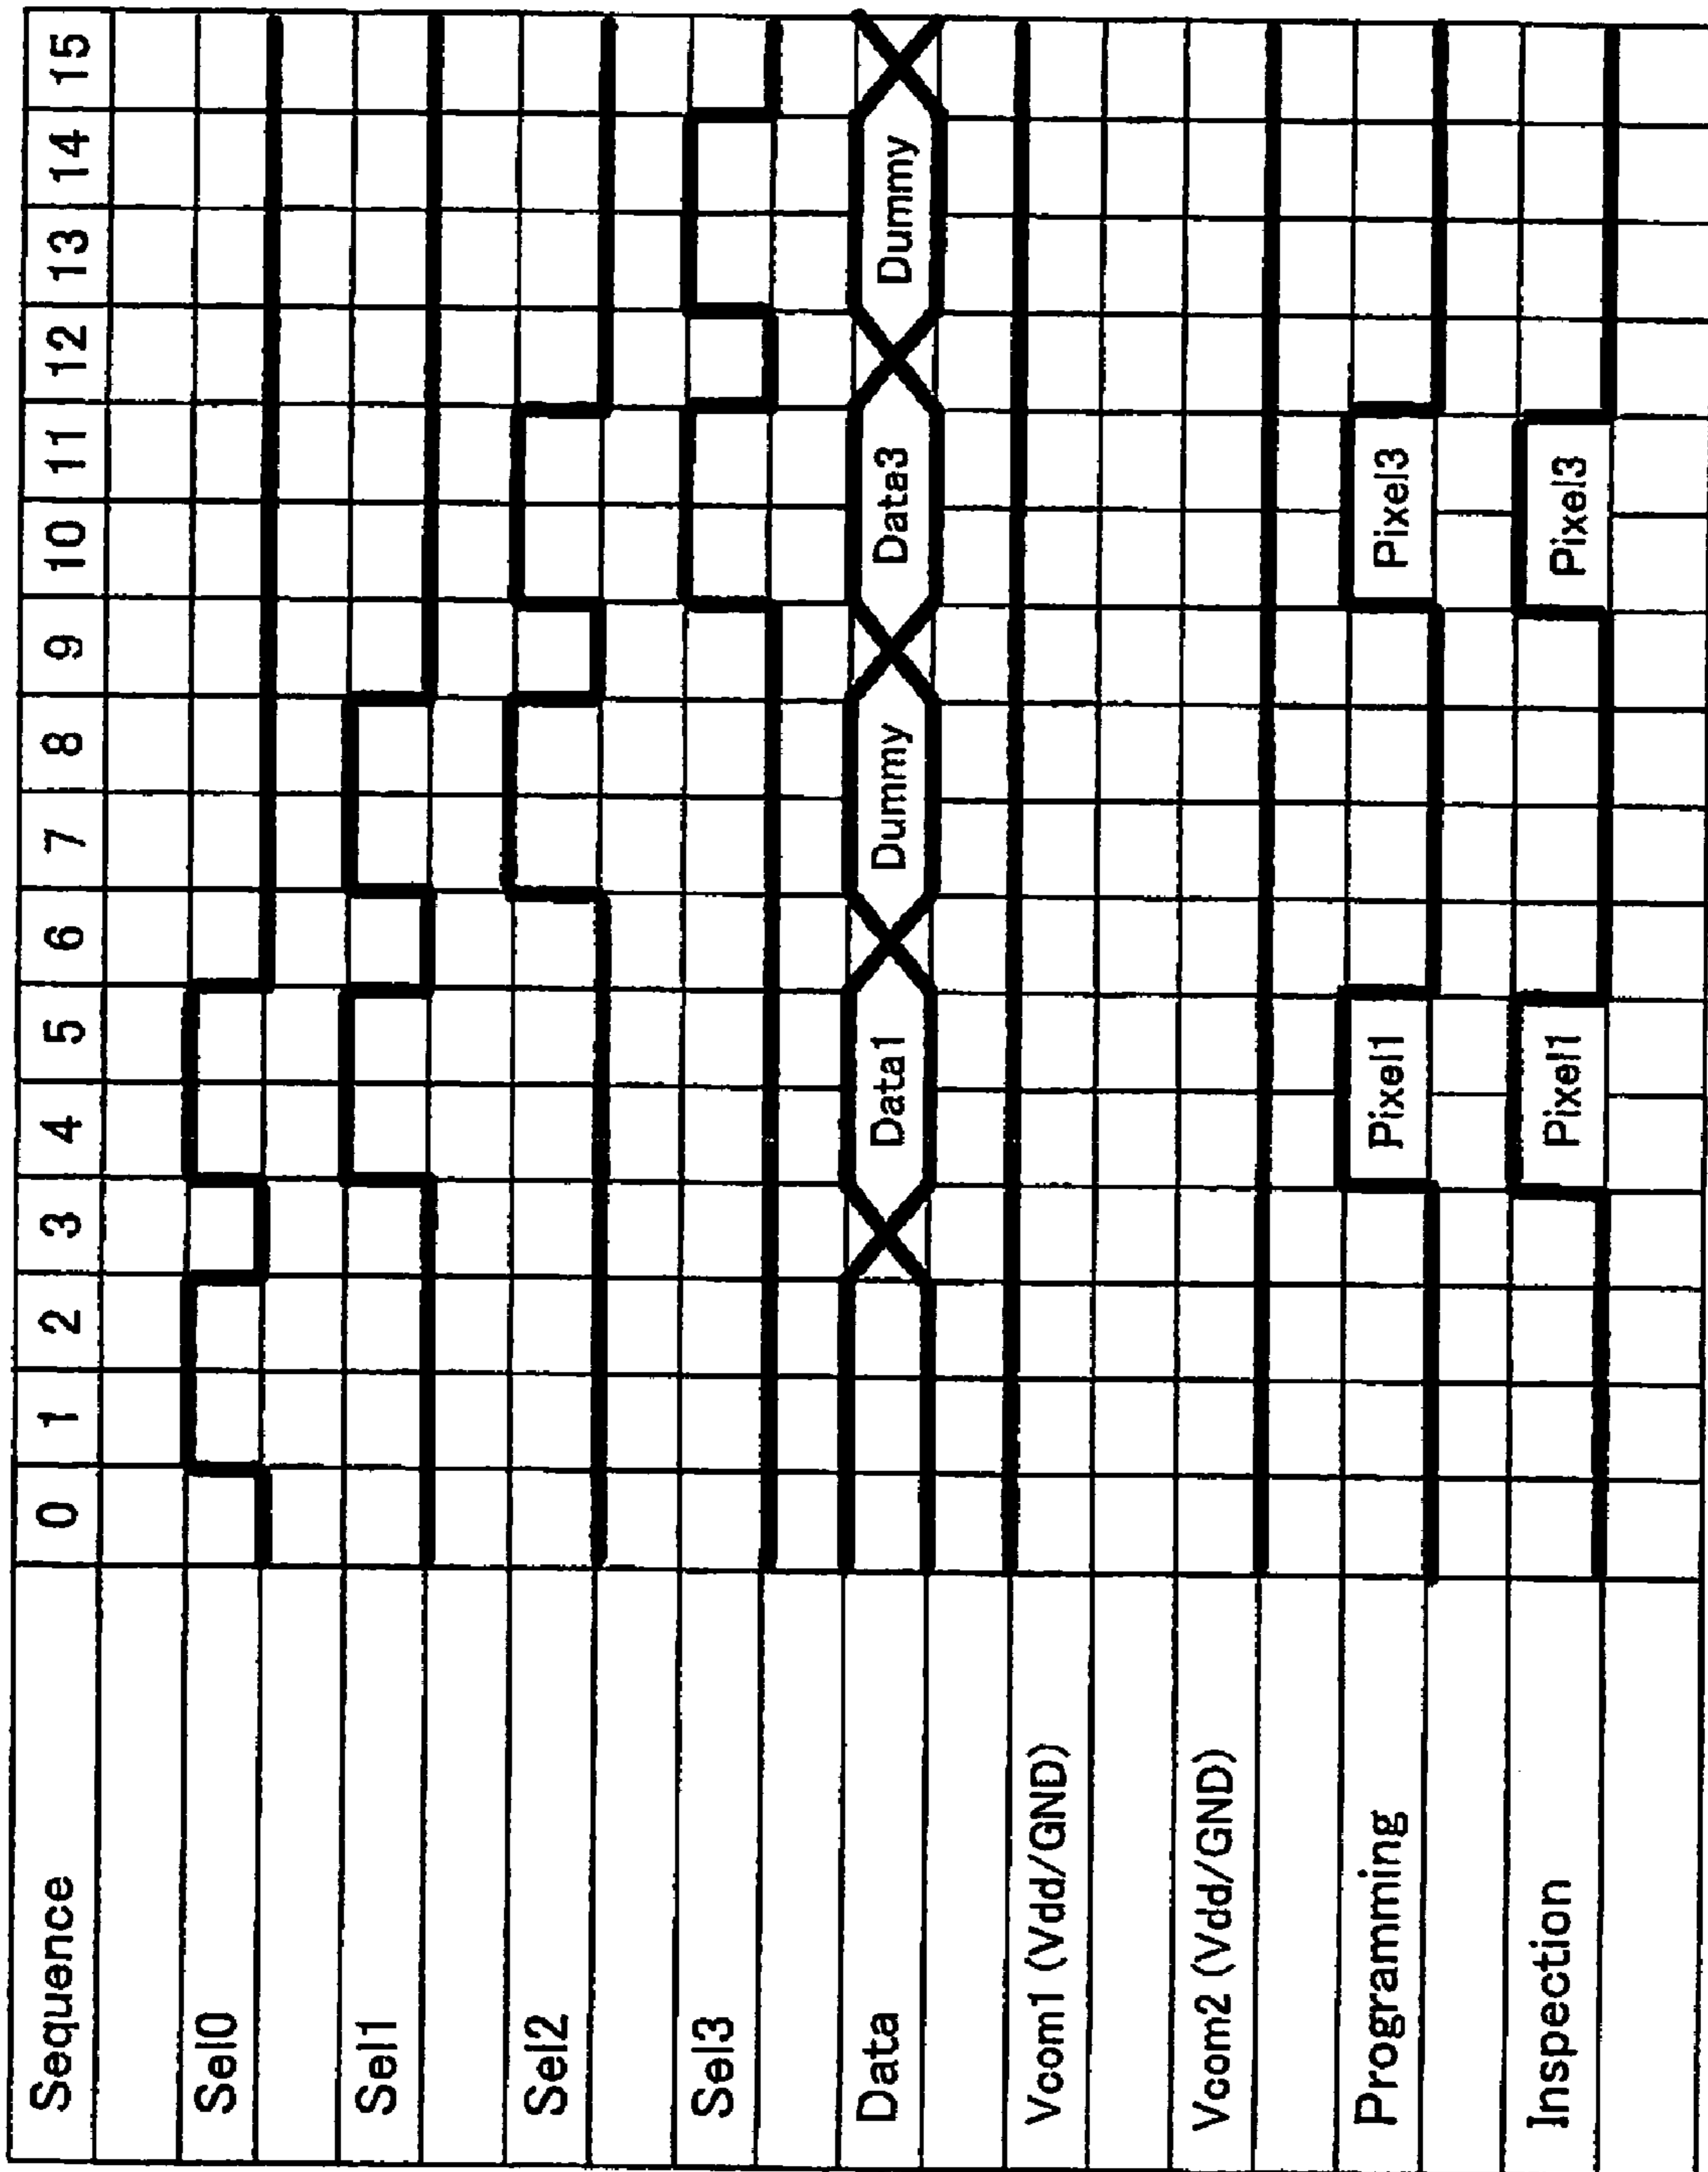 Sequence 0 1 2 3 4 5 6 7 8 9 10 11 12 13 14 15
Sel0
Sel1
Sel2
Sel3
Data Data1 Dummy Data3 Dummy
Vcom1 (Vdd/GND)
Vcom2 (Vdd/GND)
Programming Pixel1 Pixel3
Inspection Pixel1 Pixel3